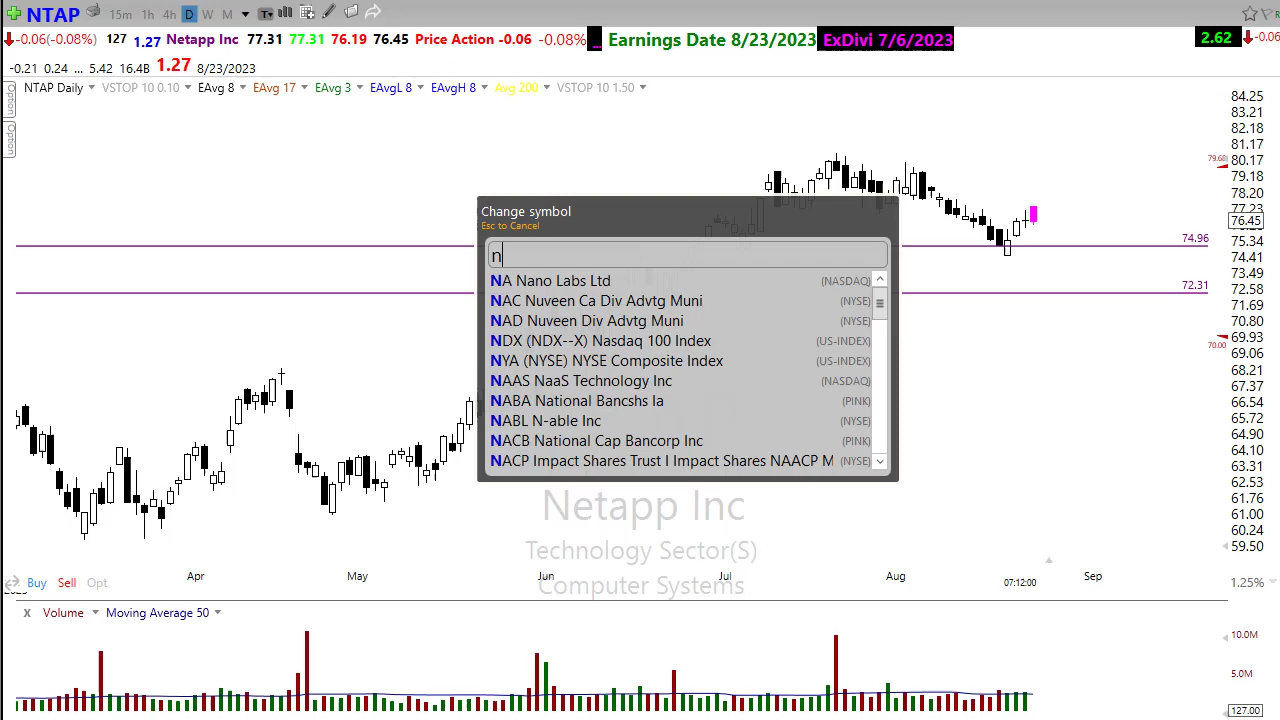 NTAP 15m 1h 4h D W M
-0.06(-0.08%) 127 1.27 Netapp Inc 77.31 77.31 76.19 76.45 Price Action -0.06 -0.08% ... Earnings Date 8/23/2023 ExDivi 7/6/2023 2.62 -0.06
-0.21 0.24 ... 5.42 16.4B 1.27 8/23/2023
NTAP Daily VSTOP 10 0.10 EAvg 8 EAvg 17 EAvg 3 EAvgL 8 EAvgH 8 Avg 200 VSTOP 10 1.50
Option
Option
84.25
83.21
82.18
81.17
80.17
79.68
79.18
78.20
77.23
76.45
75.34
74.96
74.41
73.49
72.58
72.31
71.69
70.80
69.93
70.00
69.06
68.21
67.37
66.54
65.72
64.90
64.10
63.31
62.53
61.76
61.00
60.24
59.50
Change symbol
Esc to Cancel
n
NA Nano Labs Ltd (NASDAQ)
NAC Nuveen Ca Div Advtg Muni (NYSE)
NAD Nuveen Div Advtg Muni (NYSE)
NDX (NDX--X) Nasdaq 100 Index (US-INDEX)
NYA (NYSE) NYSE Composite Index (US-INDEX)
NAAS NaaS Technology Inc (NASDAQ)
NABA National Bancshs Ia (PINK)
NABL N-able Inc (NYSE)
NACB National Cap Bancorp Inc (PINK)
NACP Impact Shares Trust I Impact Shares NAACP M (NYSE)
Netapp Inc
Technology Sector(S)
Computer Systems
Apr May Jun Jul Aug Sep
Buy Sell Opt 07:12:00 1.25%
X Volume Moving Average 50
10.0M
5.0M
127.00